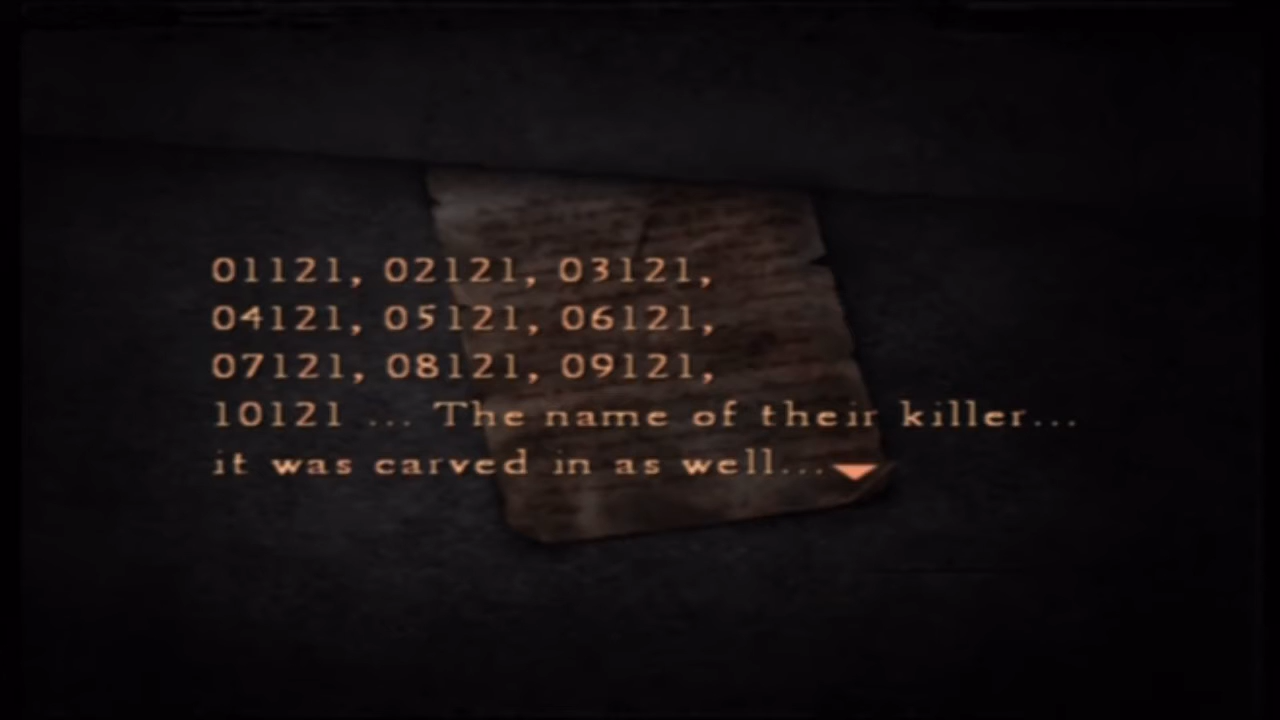 01121, 02121, 03121,
04121, 05121, 06121,
07121, 08121, 09121,
10121 ... The name of their killer...
it was carved in as well...